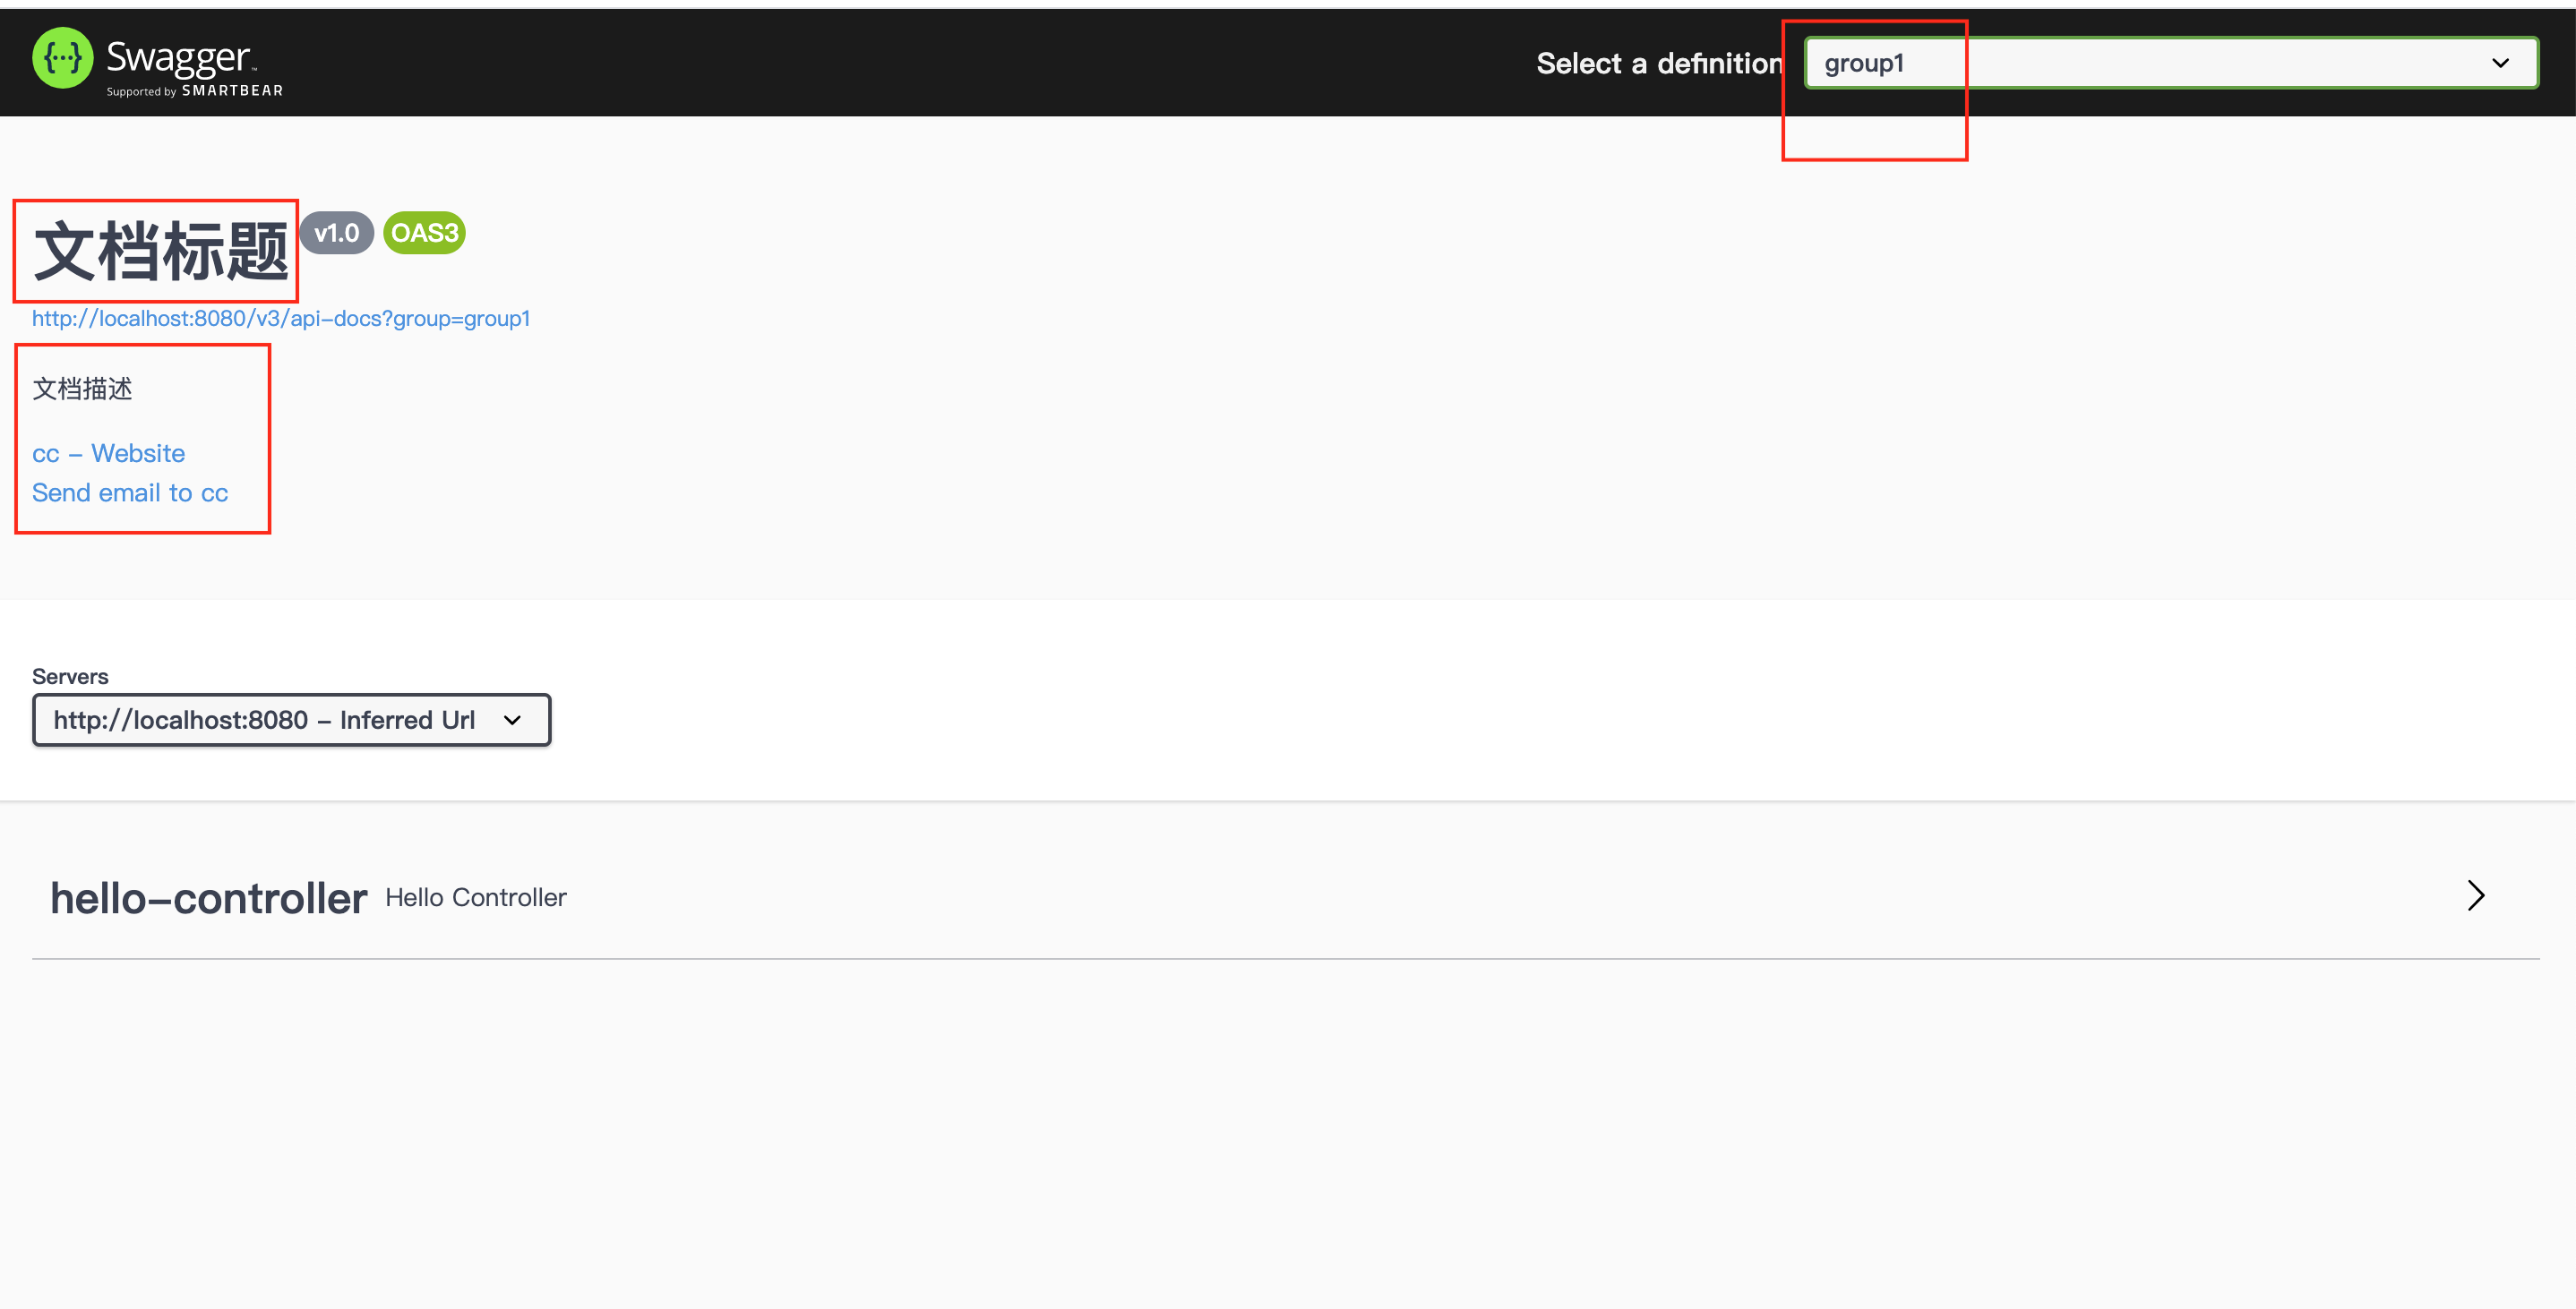 {...} Swagger™
Supported by SMARTBEAR
Select a definition
group1
文档标题 v1.0 OAS3
http://localhost:8080/v3/api-docs?group=group1
文档描述
cc - Website
Send email to cc
Servers
http://localhost:8080 - Inferred Url
hello-controller Hello Controller